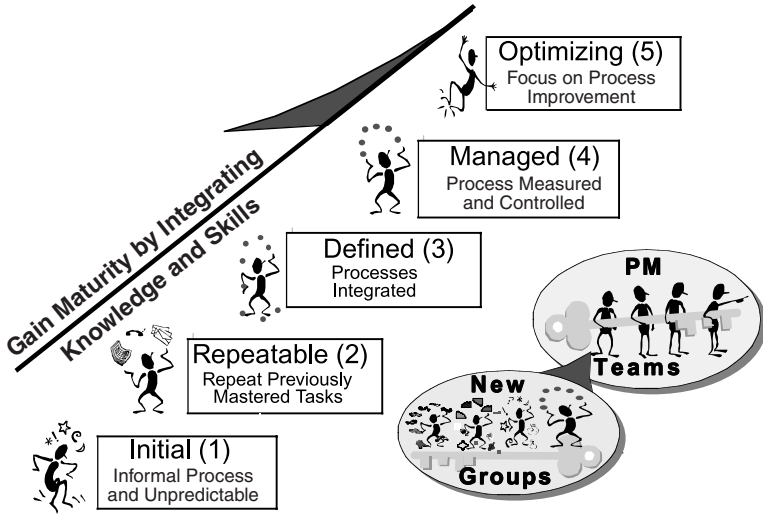 Optimizing (5)
Focus on Process
Improvement
Managed (4)
Process Measured
and Controlled
Defined (3)
Processes
Integrated
Repeatable (2)
Repeat Previously
Mastered Tasks
Initial (1)
Informal Process
and Unpredictable
Gain Maturity by Integrating
Knowledge and Skills
PM
Teams
New
Groups